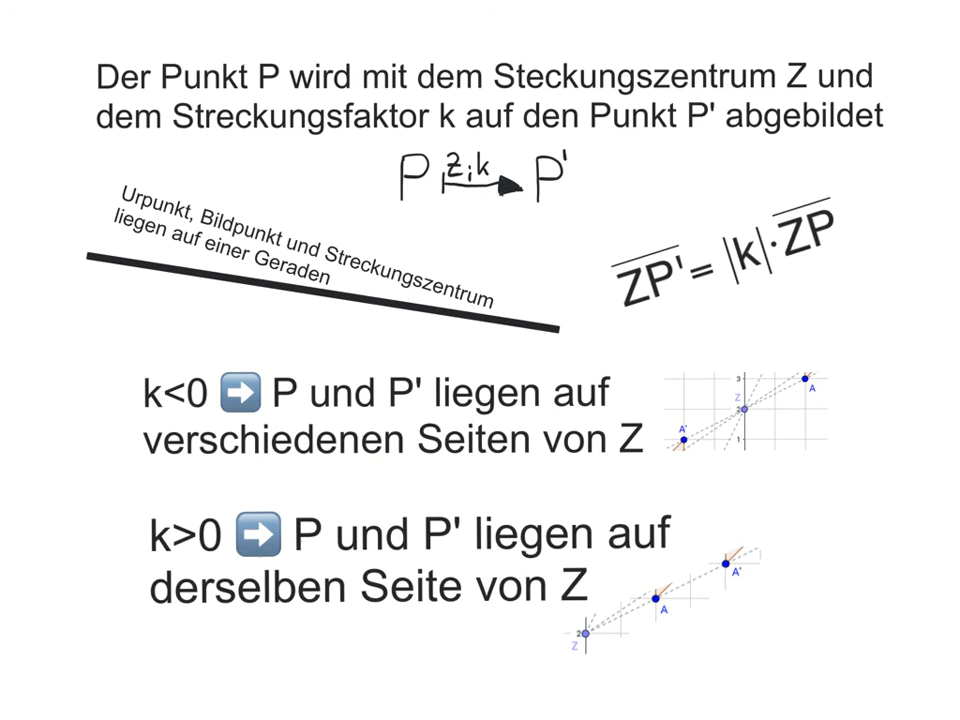 Der Punkt P wird mit dem Steckungszentrum Z und
dem Streckungsfaktor k auf den Punkt P' abgebildet
P Z;k P'
Urpunkt, Bildpunkt und Streckungszentrum
liegen auf einer Geraden
ZP' = |k|·ZP
k<0 ➡ P und P' liegen auf
verschiedenen Seiten von Z
3
A
Z
2
A'
1
k>0 ➡ P und P' liegen auf
derselben Seite von Z
A'
A
2
Z